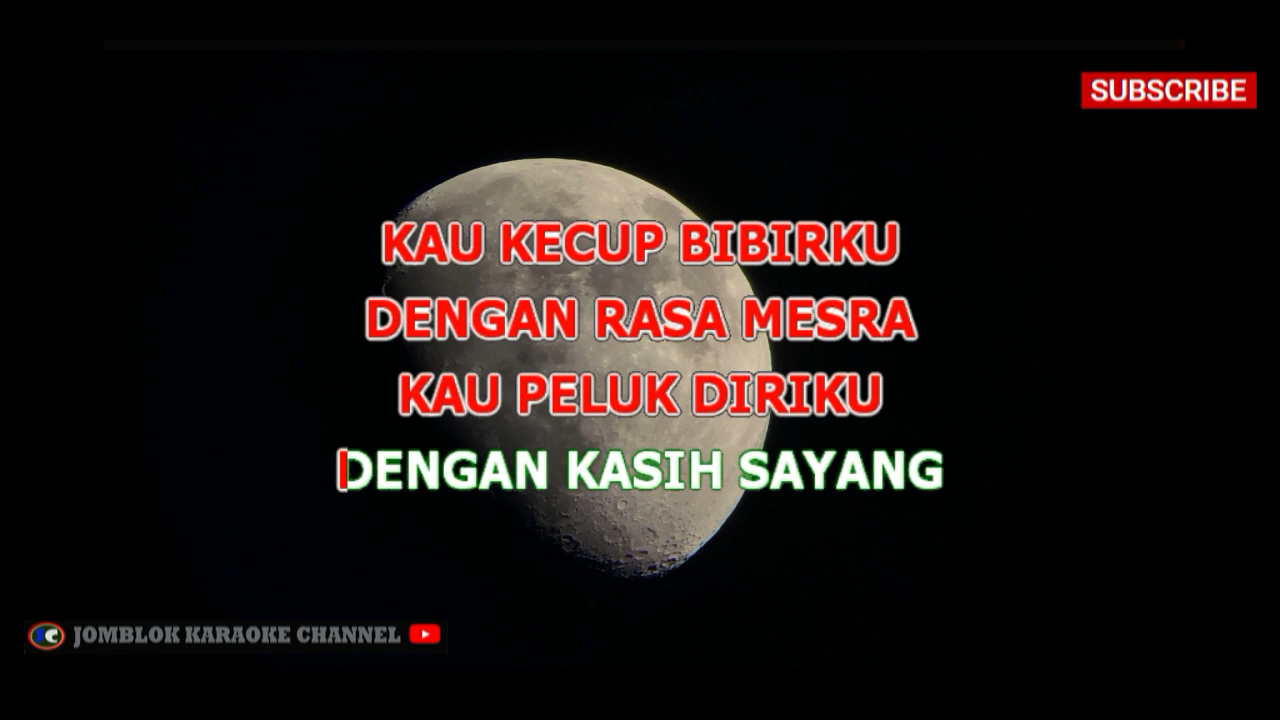 SUBSCRIBE
KAU KECUP BIBIRKU
DENGAN RASA MESRA
KAU PELUK DIRIKU
DENGAN KASIH SAYANG
JOMBLOK KARAOKE CHANNEL